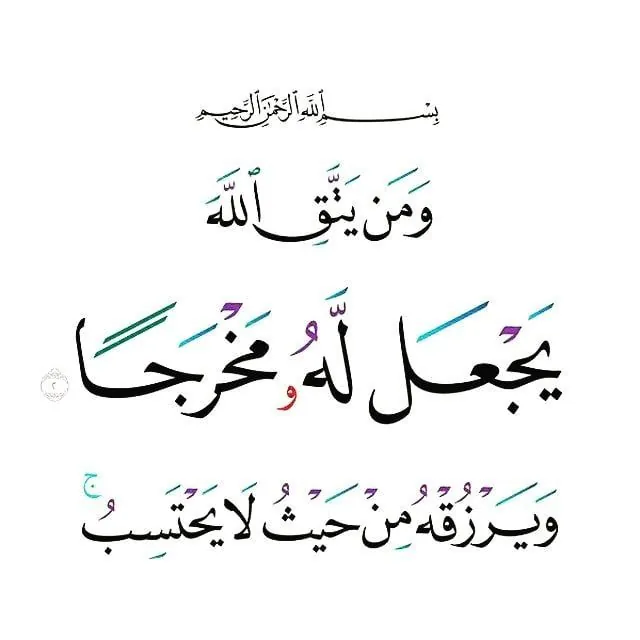 بِسْمِ ٱللَّهِ ٱلرَّحْمَٰنِ ٱلرَّحِيمِ
وَمَن يَتَّقِ ٱللَّهَ
يَجْعَل لَّهُۥ مَخْرَجًا ٢
وَيَرْزُقْهُ مِنْ حَيْثُ لَا يَحْتَسِبُ ۚ